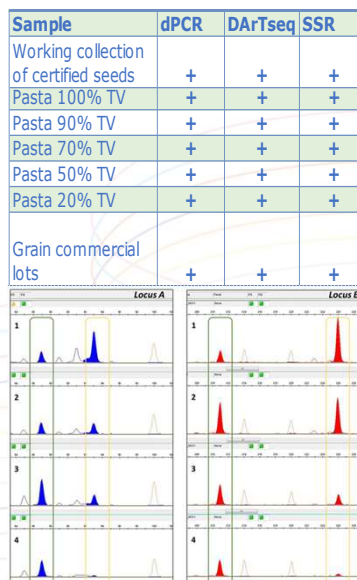 Sample dPCR DArTseq SSR
Working collection
of certified seeds + + +
Pasta 100% TV + + +
Pasta 90% TV + + +
Pasta 70% TV + + +
Pasta 50% TV + + +
Pasta 20% TV + + +
Grain commercial
lots + + +
Locus A Locus B
1 1
2 2
3 3
4 4